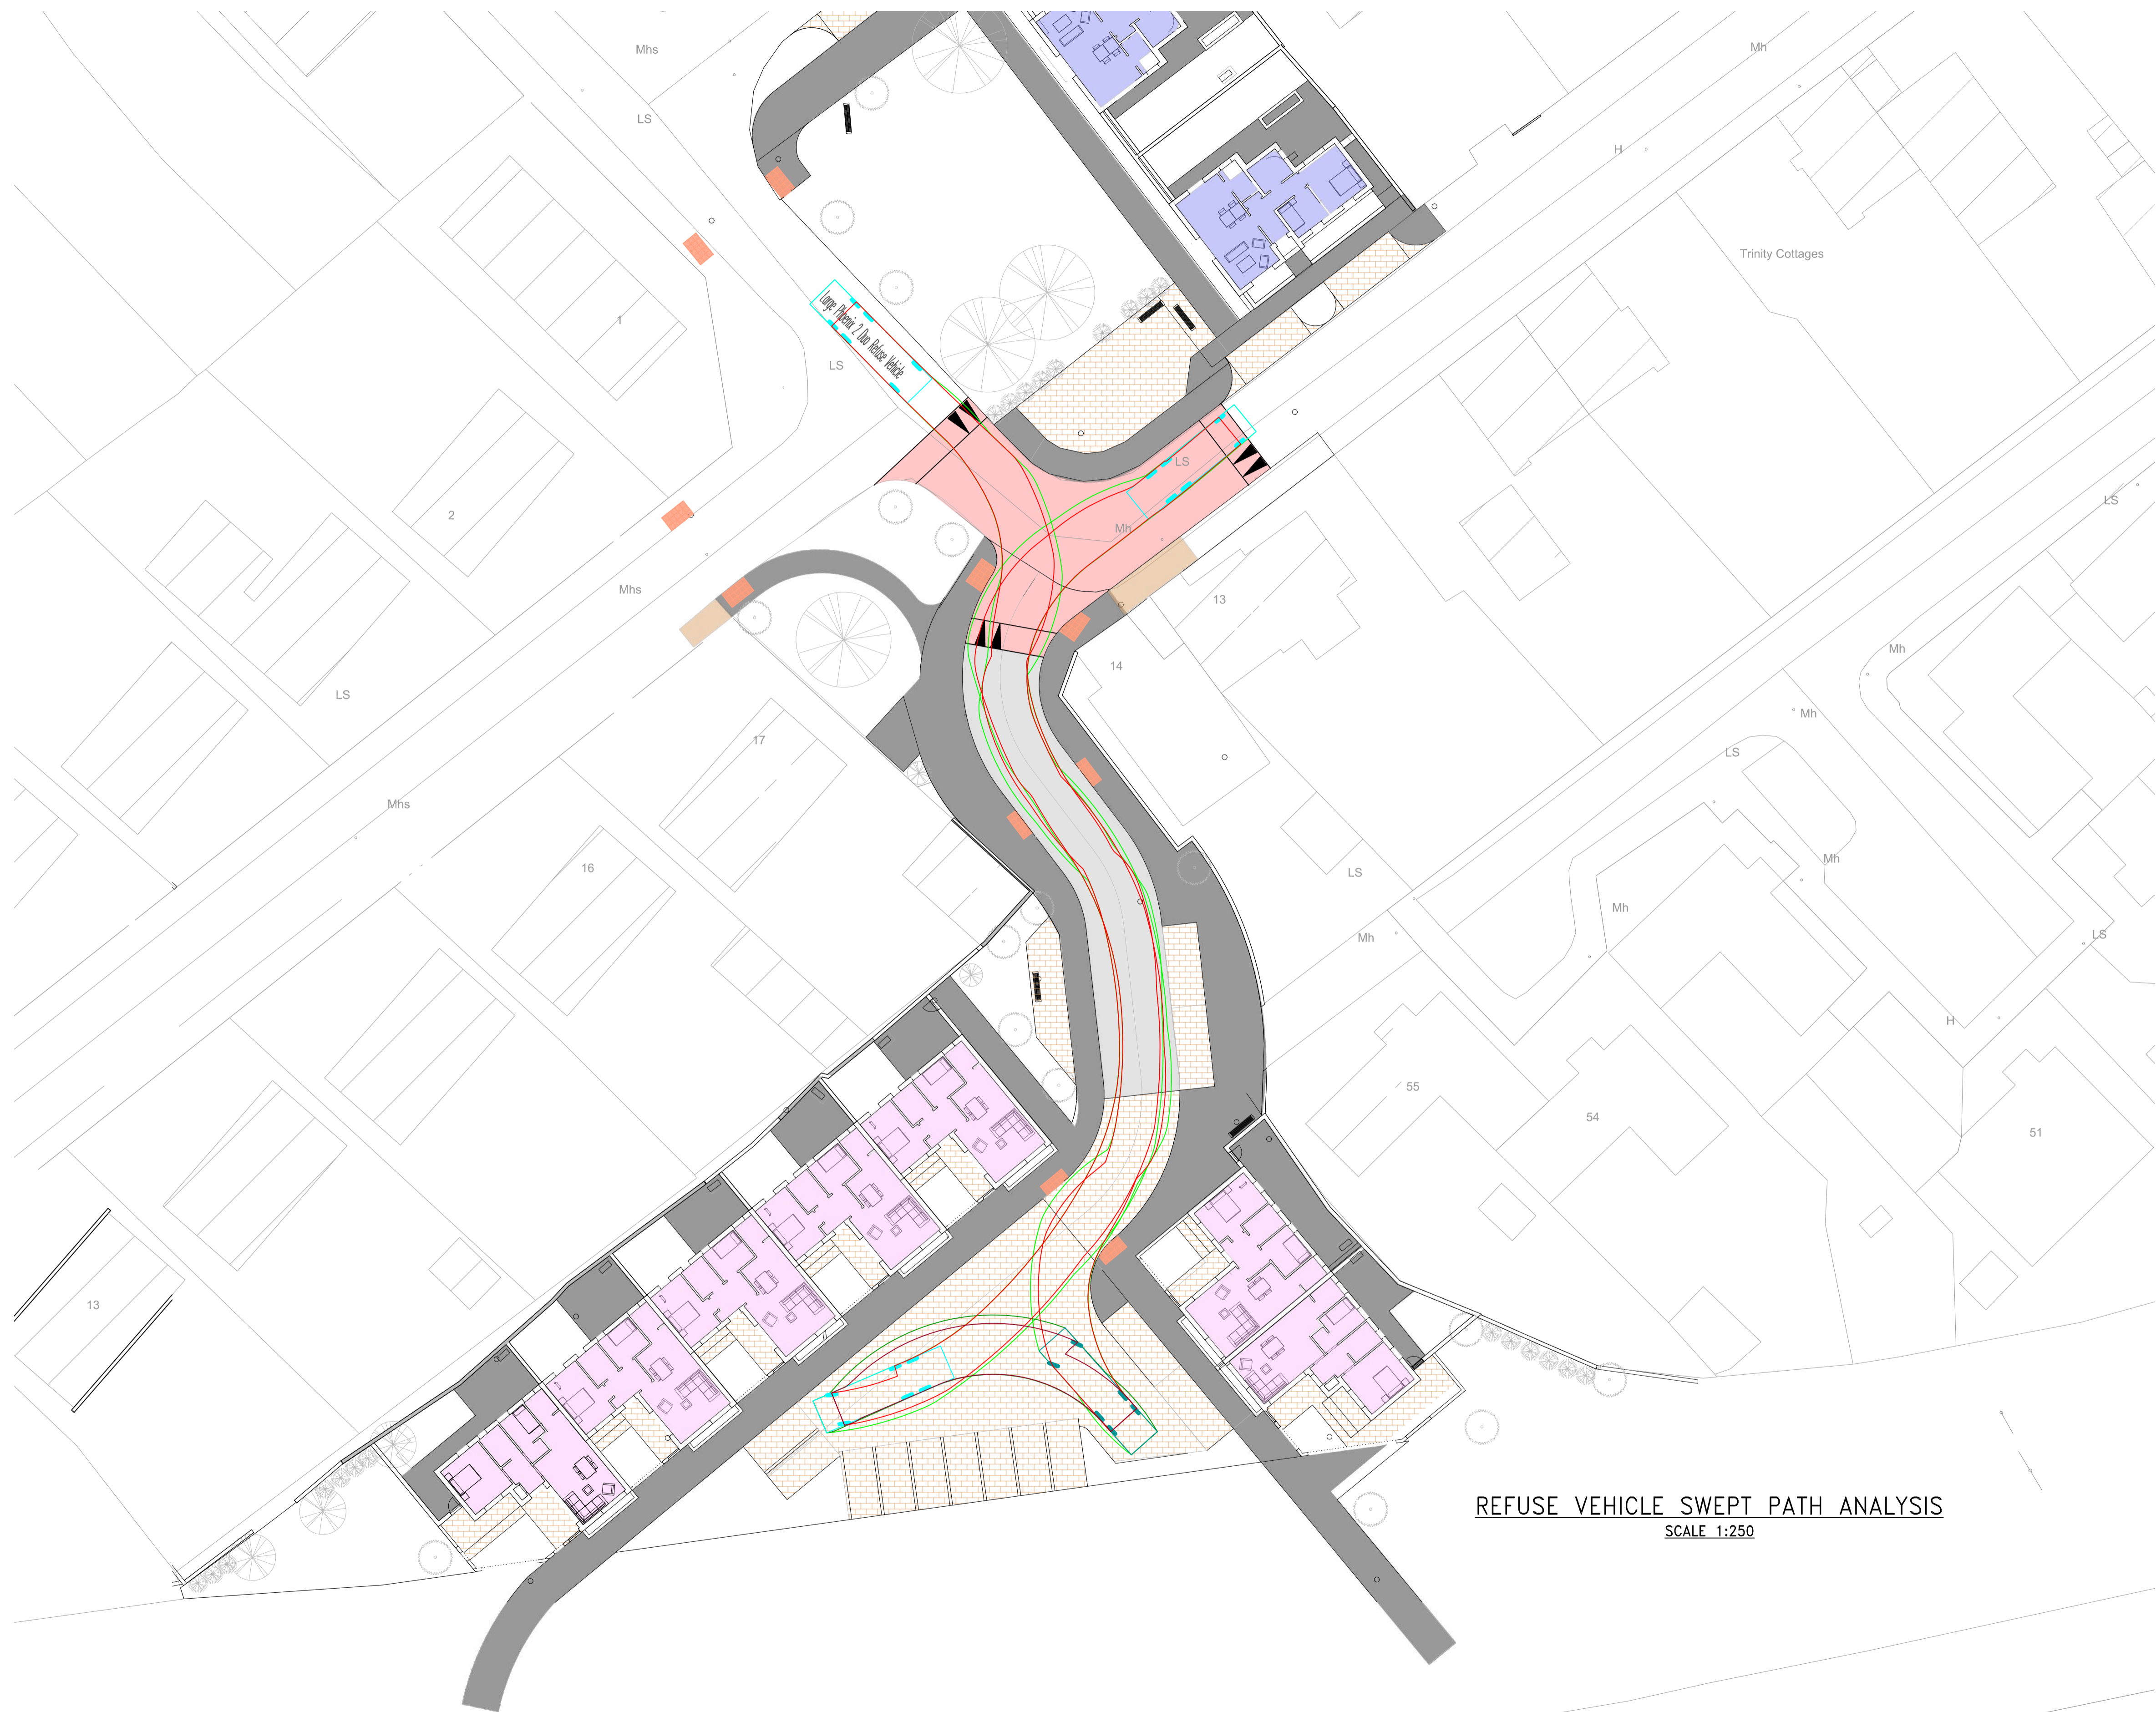 Mhs
Mh
LS
H
Trinity Cottages
1
Large Phoenix 2 Duo Refuse Vehicle
LS
LS
LS
2
Mh
Mhs
13
14
Mh
LS
17
Mh
LS
Mhs
Mh
16
LS
Mh
Mh
LS
H
55
54
51
13
REFUSE VEHICLE SWEPT PATH ANALYSIS
SCALE 1:250